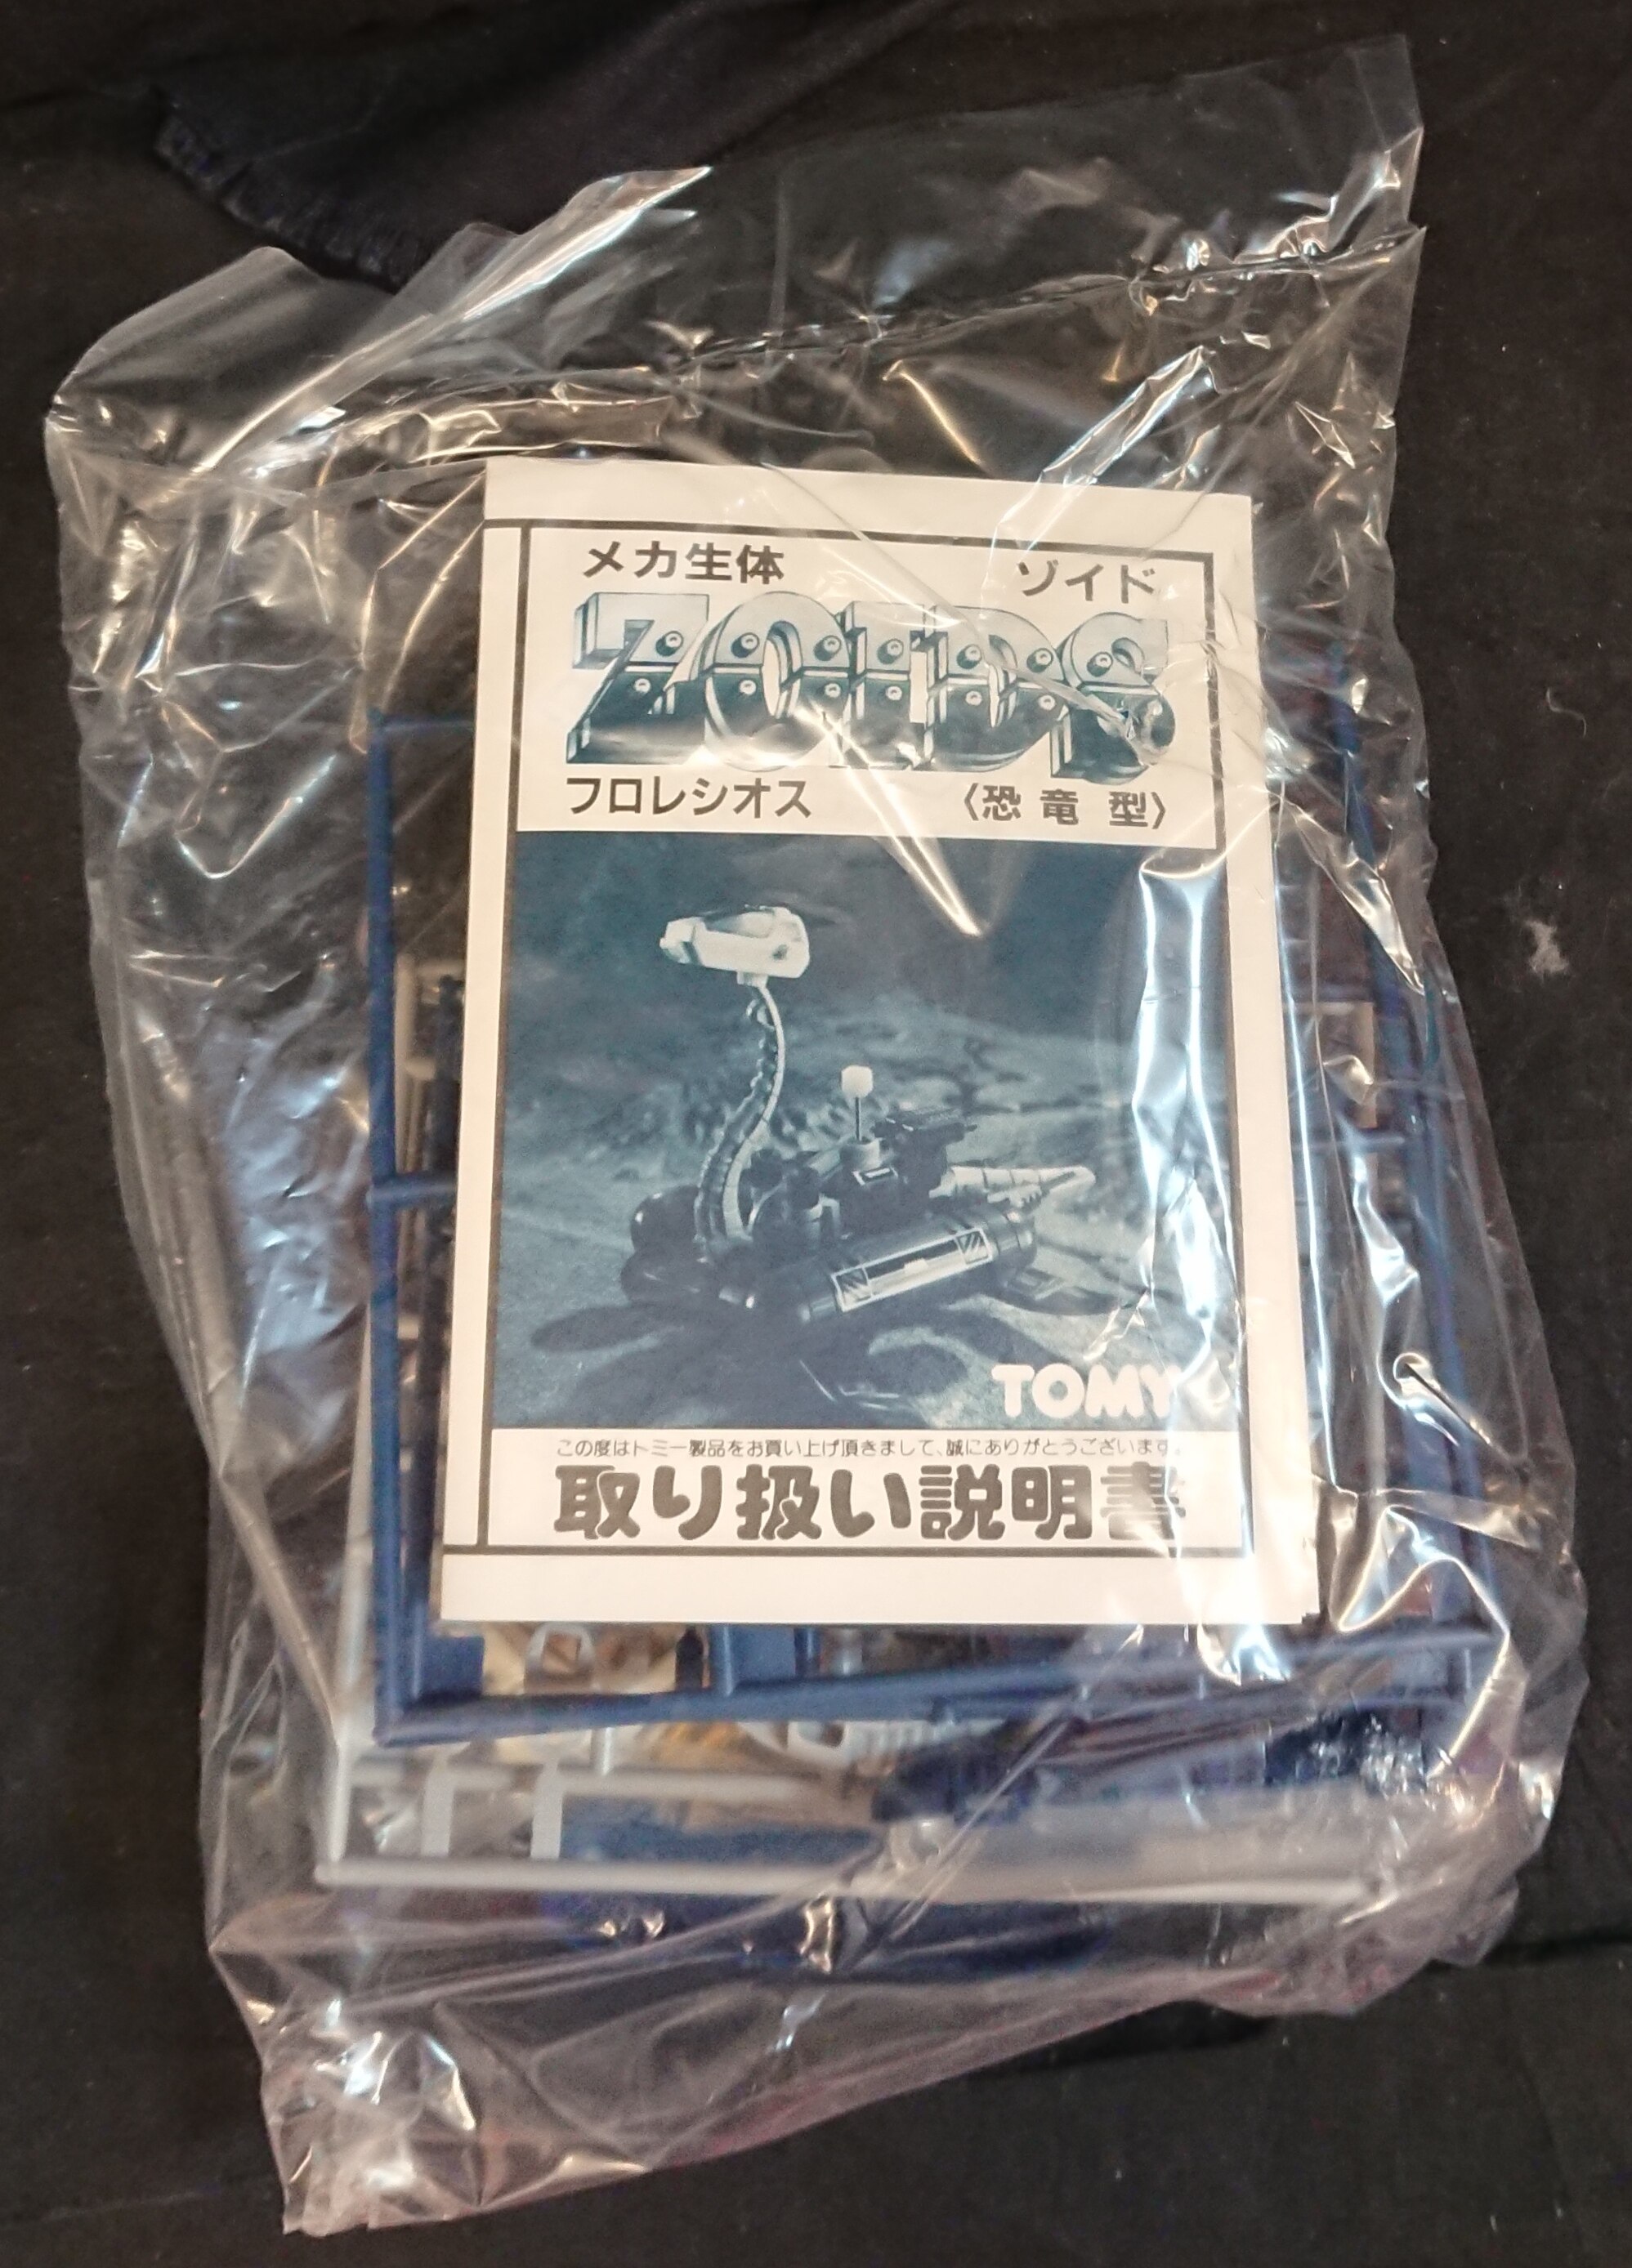 メカ生体 ゾイド
ZOIDS
フロレシオス 〈恐竜型〉
TOMY
この度はトミー製品をお買い上げ頂きまして、誠にありがとうございます。
取り扱い説明書